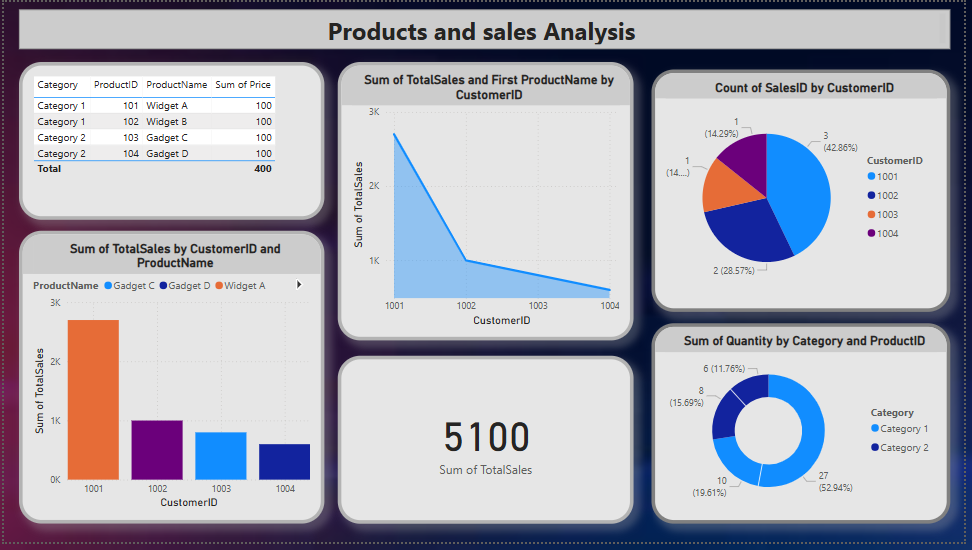 Products and sales Analysis
Category ProductID ProductName Sum of Price
Category 1 101 Widget A 100
Category 1 102 Widget B 100
Category 2 103 Gadget C 100
Category 2 104 Gadget D 100
Total 400
Sum of TotalSales by CustomerID and
ProductName
ProductName Gadget C Gadget D Widget A
3K
2K
1K
0K
Sum of TotalSales
1001 1002 1003 1004
CustomerID
Sum of TotalSales and First ProductName by
CustomerID
3K
2K
1K
Sum of TotalSales
1001 1002 1003 1004
CustomerID
5100
Sum of TotalSales
Count of SalesID by CustomerID
1
(14.29%)
3
(42.86%)
1
(14....)
2 (28.57%)
CustomerID
1001
1002
1003
1004
Sum of Quantity by Category and ProductID
6 (11.76%)
8
(15.69%)
10
(19.61%)
27
(52.94%)
Category
Category 1
Category 2